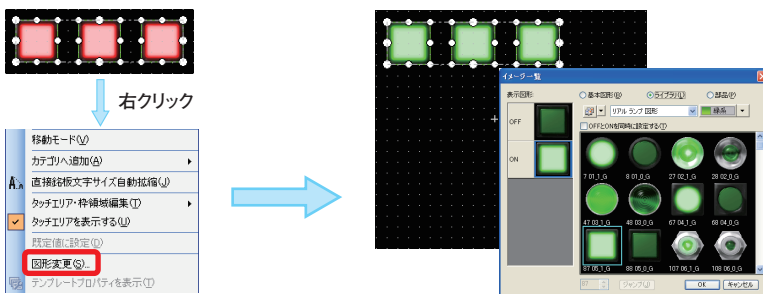 右クリック
移動モード(V)
カテゴリへ追加(A)
直接銘板文字サイズ自動拡縮(J)
タッチエリア・枠領域編集(T)
タッチエリアを表示する(U)
既定値に設定(D)
図形変更(S)...
テンプレートプロパティを表示(T)
イメージ一覧
表示図形:
基本図形(B)
ライブラリ(L)
部品(P)
リアル ランプ 図形
緑系
OFFとONを同時に設定する(T)
OFF
ON
7 01_1_G
8 01_0_G
27 02_1_G
28 02_0_G
47 03_1_G
48 03_0_G
67 04_1_G
68 04_0_G
87 05_1_G
88 05_0_G
107 06_1_G
108 06_0_G
87
ジャンプ(J)
OK
キャンセル